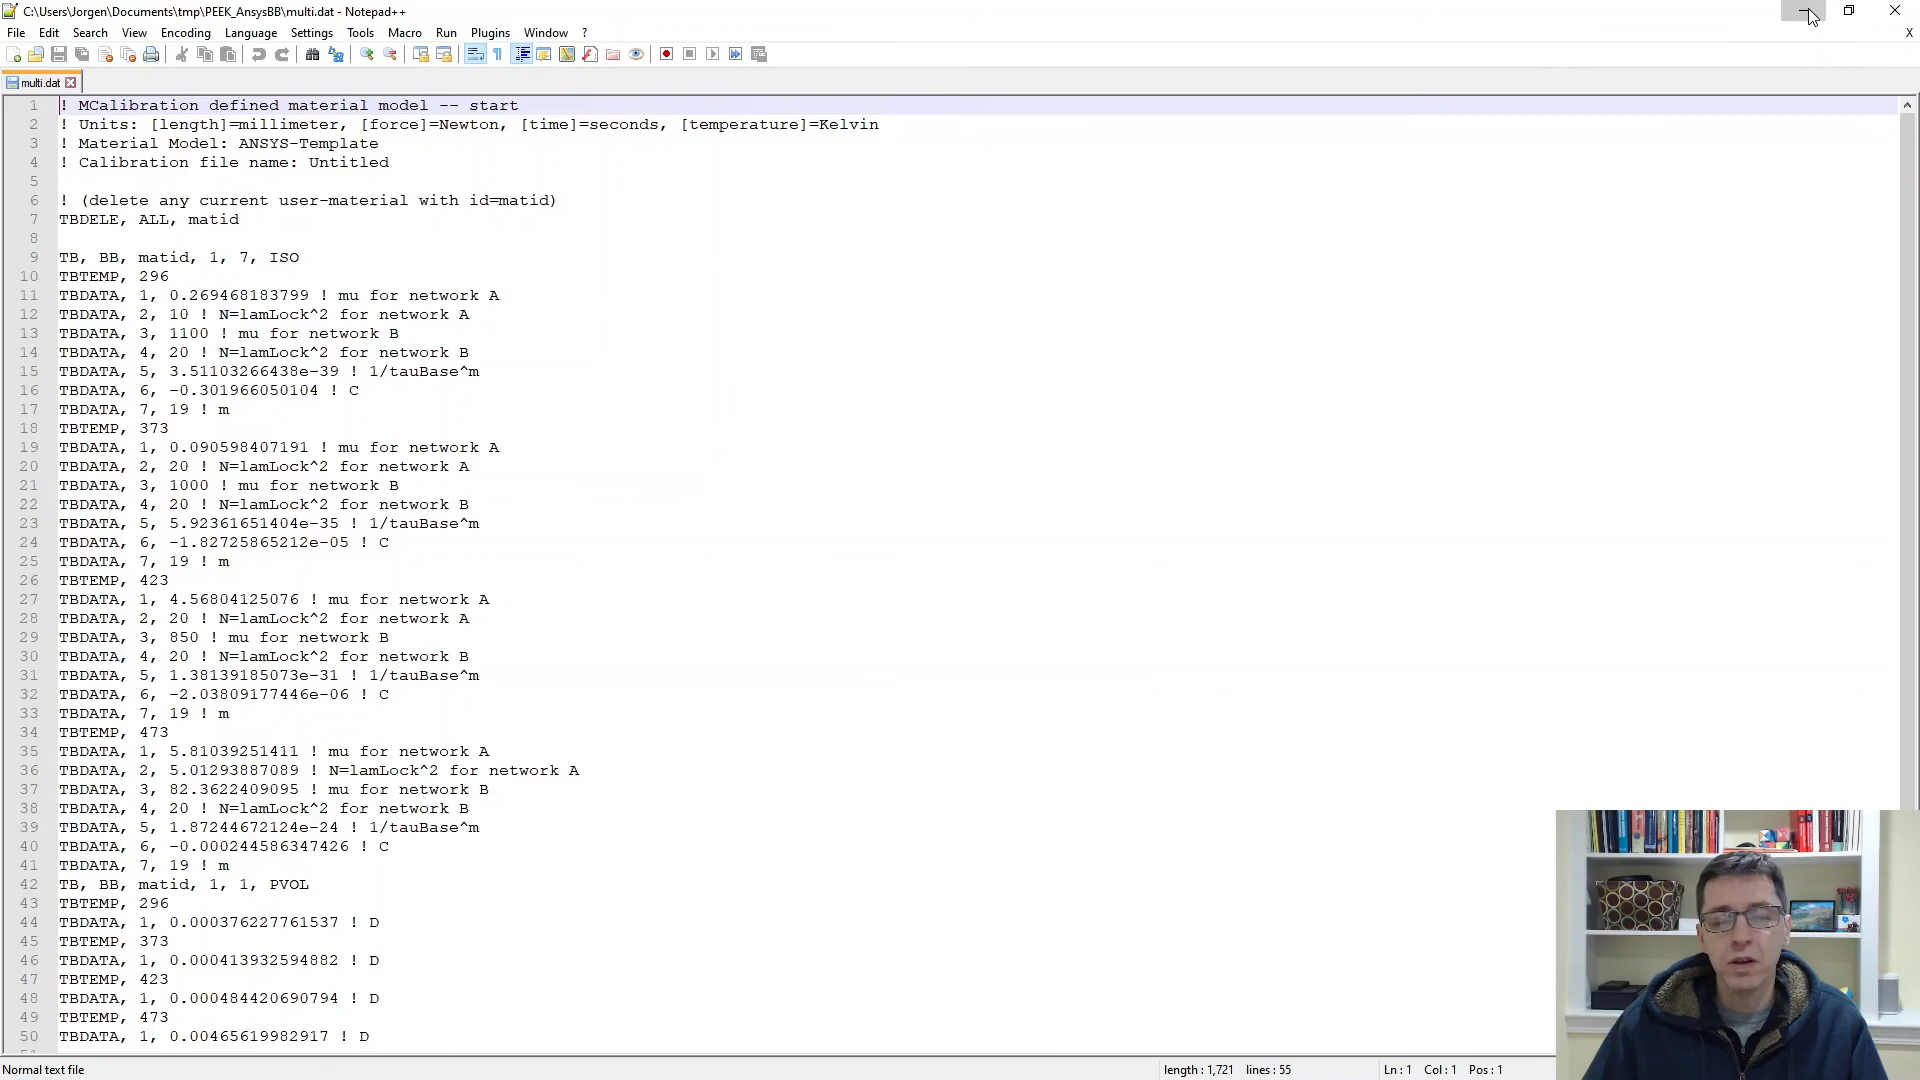 C:\Users\Jorgen\Documents\tmp\PEEK_AnsysBB\multi.dat - Notepad++
File Edit Search View Encoding Language Settings Tools Macro Run Plugins Window ? X
multi.dat
1 ! MCalibration defined material model -- start
2 ! Units: [length]=millimeter, [force]=Newton, [time]=seconds, [temperature]=Kelvin
3 ! Material Model: ANSYS-Template
4 ! Calibration file name: Untitled
5
6 ! (delete any current user-material with id=matid)
7 TBDELE, ALL, matid
8
9 TB, BB, matid, 1, 7, ISO
10 TBTEMP, 296
11 TBDATA, 1, 0.269468183799 ! mu for network A
12 TBDATA, 2, 10 ! N=lamLock^2 for network A
13 TBDATA, 3, 1100 ! mu for network B
14 TBDATA, 4, 20 ! N=lamLock^2 for network B
15 TBDATA, 5, 3.51103266438e-39 ! 1/tauBase^m
16 TBDATA, 6, -0.301966050104 ! C
17 TBDATA, 7, 19 ! m
18 TBTEMP, 373
19 TBDATA, 1, 0.090598407191 ! mu for network A
20 TBDATA, 2, 20 ! N=lamLock^2 for network A
21 TBDATA, 3, 1000 ! mu for network B
22 TBDATA, 4, 20 ! N=lamLock^2 for network B
23 TBDATA, 5, 5.92361651404e-35 ! 1/tauBase^m
24 TBDATA, 6, -1.82725865212e-05 ! C
25 TBDATA, 7, 19 ! m
26 TBTEMP, 423
27 TBDATA, 1, 4.56804125076 ! mu for network A
28 TBDATA, 2, 20 ! N=lamLock^2 for network A
29 TBDATA, 3, 850 ! mu for network B
30 TBDATA, 4, 20 ! N=lamLock^2 for network B
31 TBDATA, 5, 1.38139185073e-31 ! 1/tauBase^m
32 TBDATA, 6, -2.03809177446e-06 ! C
33 TBDATA, 7, 19 ! m
34 TBTEMP, 473
35 TBDATA, 1, 5.81039251411 ! mu for network A
36 TBDATA, 2, 5.01293887089 ! N=lamLock^2 for network A
37 TBDATA, 3, 82.3622409095 ! mu for network B
38 TBDATA, 4, 20 ! N=lamLock^2 for network B
39 TBDATA, 5, 1.87244672124e-24 ! 1/tauBase^m
40 TBDATA, 6, -0.000244586347426 ! C
41 TBDATA, 7, 19 ! m
42 TB, BB, matid, 1, 1, PVOL
43 TBTEMP, 296
44 TBDATA, 1, 0.000376227761537 ! D
45 TBTEMP, 373
46 TBDATA, 1, 0.000413932594882 ! D
47 TBTEMP, 423
48 TBDATA, 1, 0.000484420690794 ! D
49 TBTEMP, 473
50 TBDATA, 1, 0.00465619982917 ! D
Normal text file length : 1,721 lines : 55 Ln : 1 Col : 1 Pos : 1